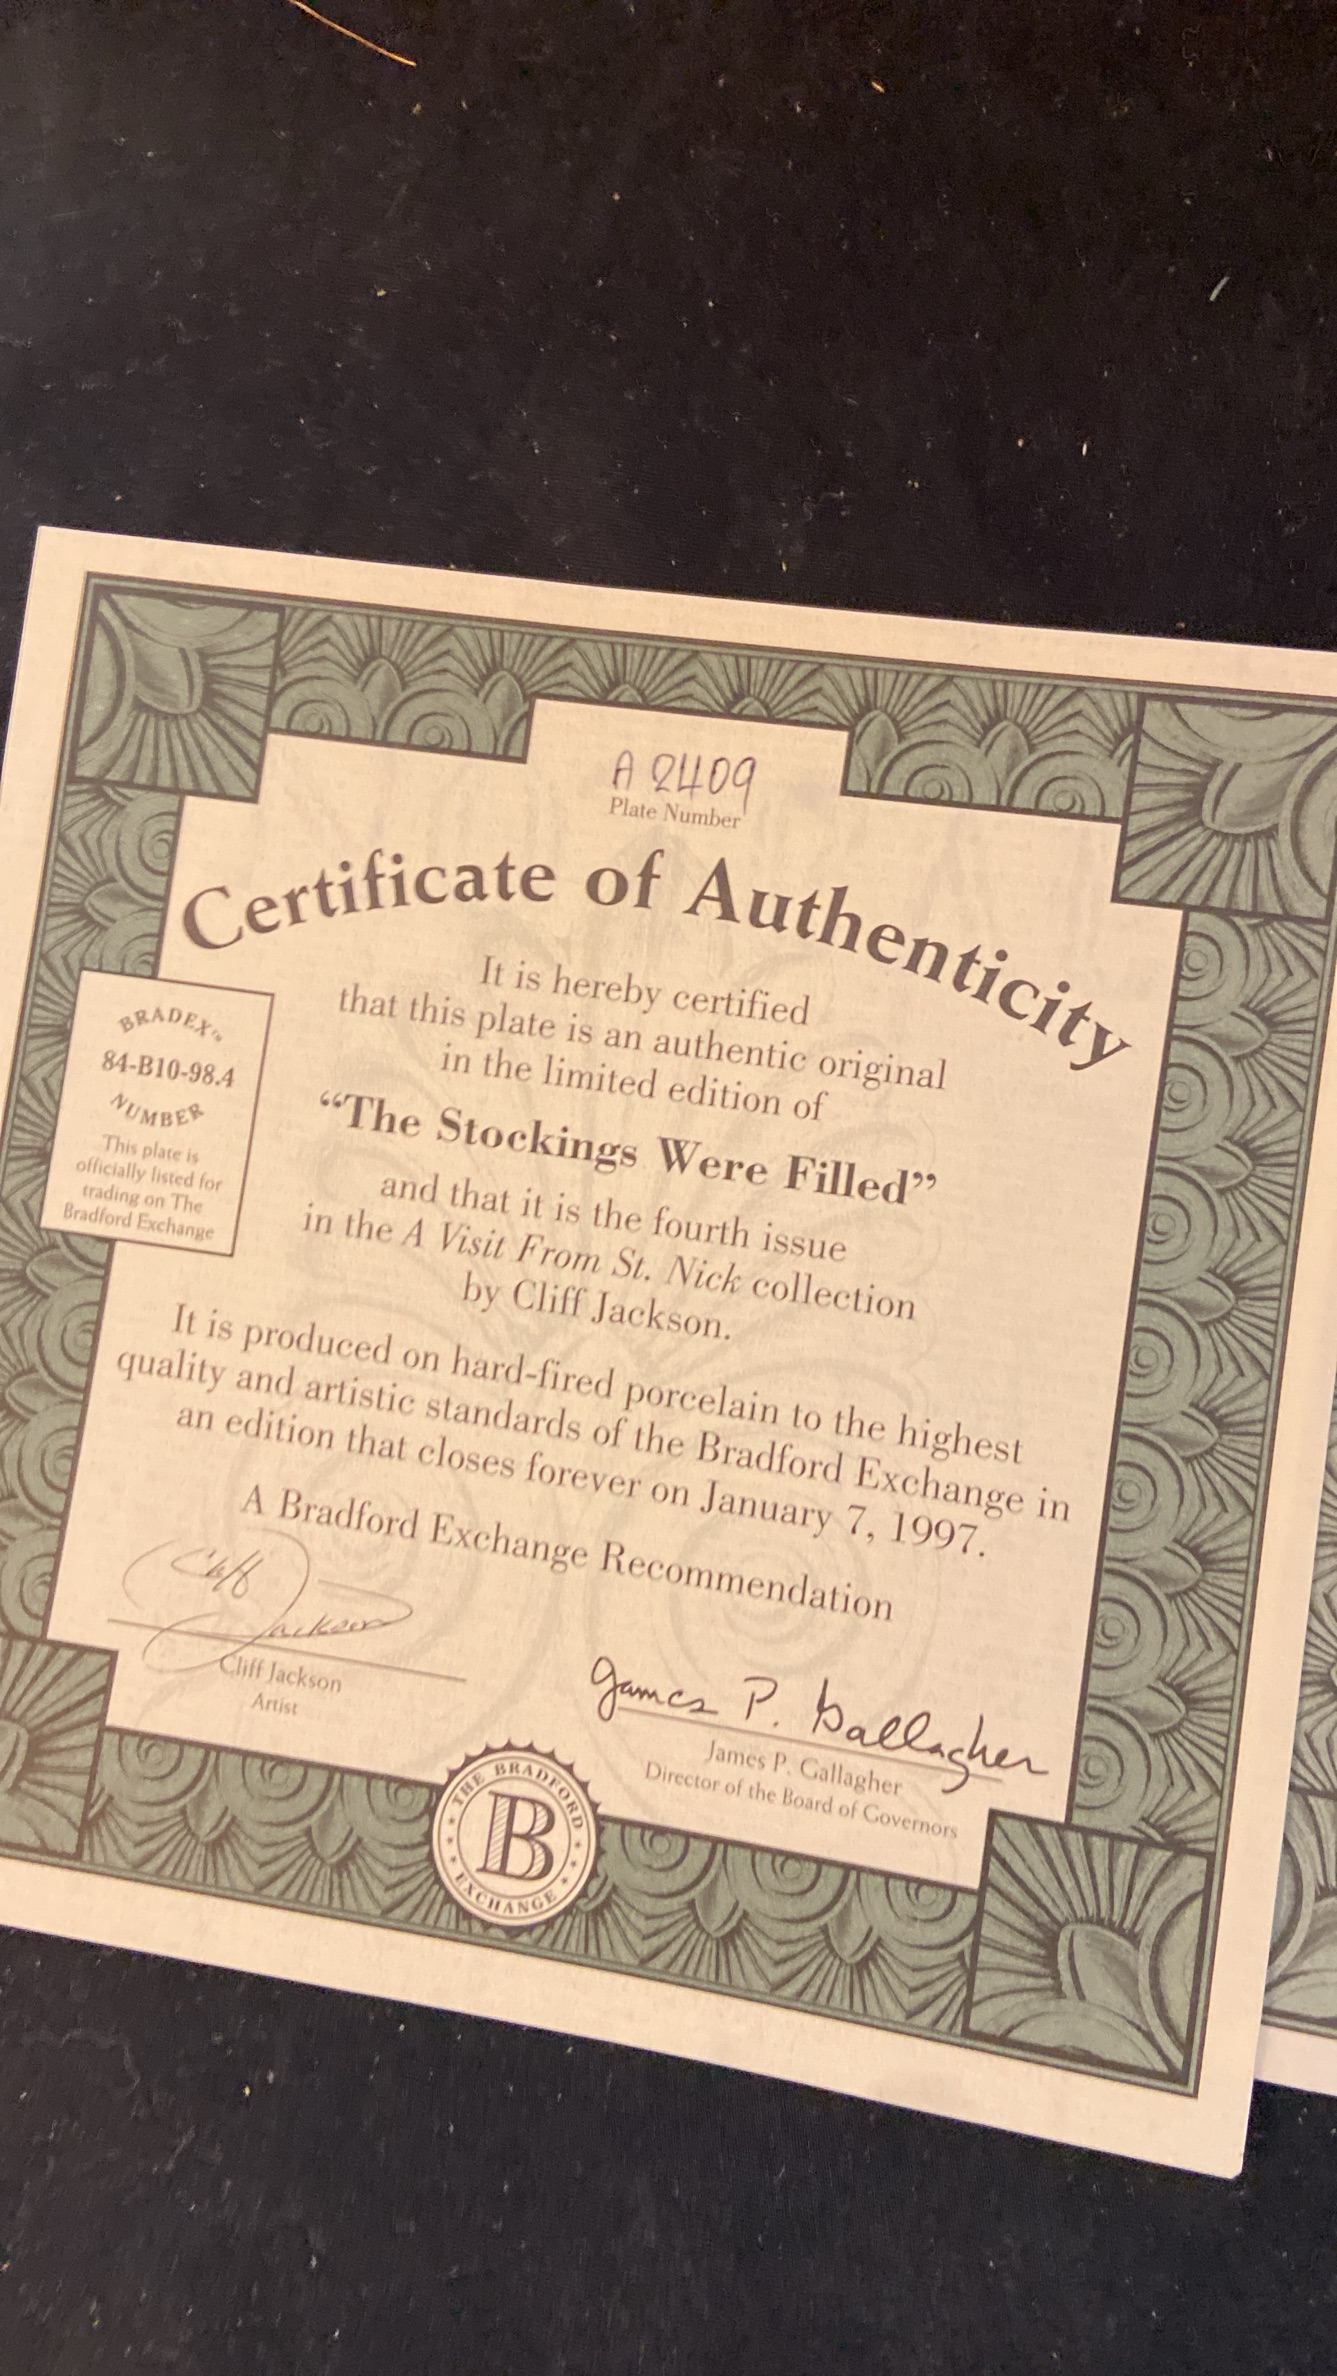 A 2409
Plate Number
Certificate of Authenticity
It is hereby certified
that this plate is an authentic original
in the limited edition of
“The Stockings Were Filled”
and that it is the fourth issue
in the A Visit From St. Nick collection
by Cliff Jackson.
BRADEX™
84-B10-98.4
NUMBER
This plate is
officially listed for
trading on The
Bradford Exchange
It is produced on hard-fired porcelain to the highest
quality and artistic standards of the Bradford Exchange in
an edition that closes forever on January 7, 1997.
A Bradford Exchange Recommendation
Cliff Jackson
Cliff Jackson
Artist
James P. Gallagher
James P. Gallagher
Director of the Board of Governors
THE BRADFORD
B
EXCHANGE